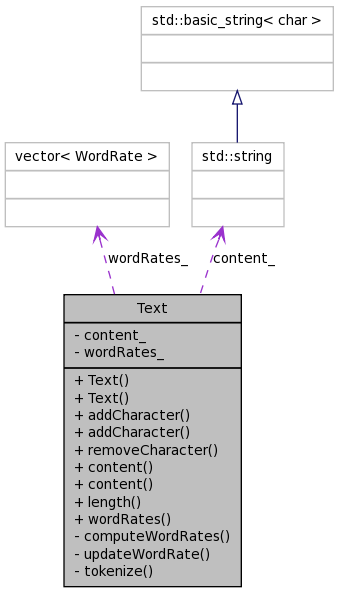 std::basic_string< char >
vector< WordRate >
std::string
wordRates_
content_
Text
- content_
- wordRates_
+ Text()
+ Text()
+ addCharacter()
+ addCharacter()
+ removeCharacter()
+ content()
+ content()
+ length()
+ wordRates()
- computeWordRates()
- updateWordRate()
- tokenize()